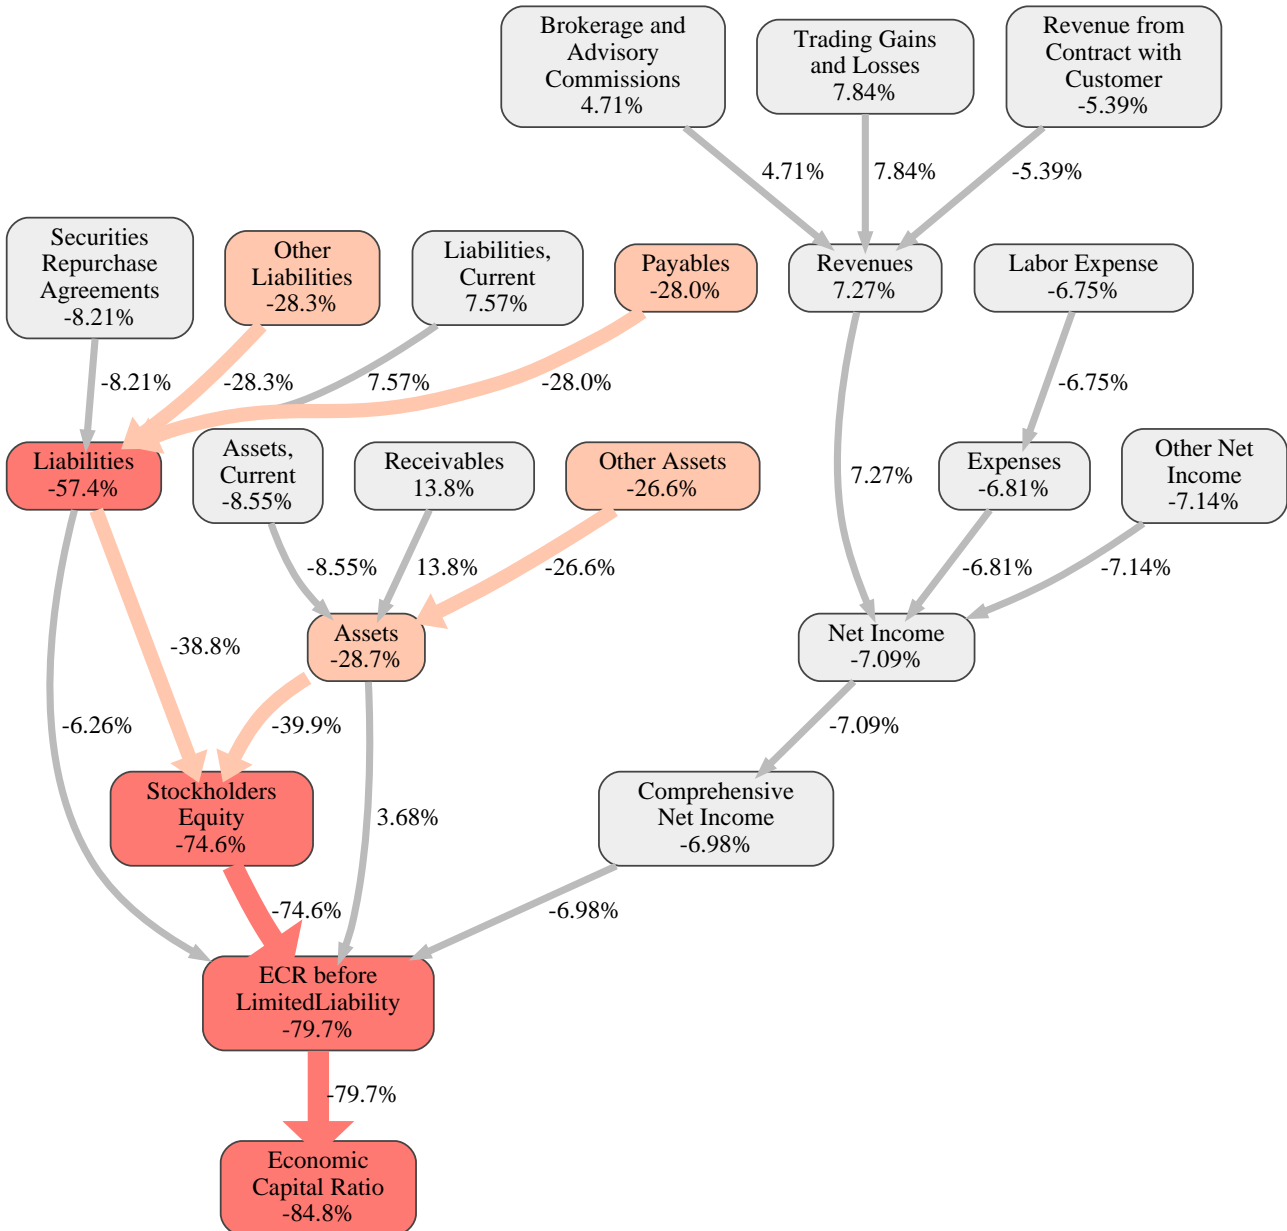 Brokerage and
Advisory
Commissions
4.71%
Trading Gains
and Losses
7.84%
Revenue from
Contract with
Customer
-5.39%
4.71%
7.84%
-5.39%
Securities
Repurchase
Agreements
-8.21%
Other
Liabilities
-28.3%
Liabilities,
Current
7.57%
Payables
-28.0%
Revenues
7.27%
Labor Expense
-6.75%
-8.21%
-28.3%
7.57%
-28.0%
-6.75%
Liabilities
-57.4%
Assets,
Current
-8.55%
Receivables
13.8%
Other Assets
-26.6%
7.27%
Expenses
-6.81%
Other Net
Income
-7.14%
-8.55%
13.8%
-26.6%
-6.81%
-7.14%
-38.8%
Assets
-28.7%
Net Income
-7.09%
-6.26%
-39.9%
-7.09%
Stockholders
Equity
-74.6%
3.68%
Comprehensive
Net Income
-6.98%
-74.6%
-6.98%
ECR before
LimitedLiability
-79.7%
-79.7%
Economic
Capital Ratio
-84.8%